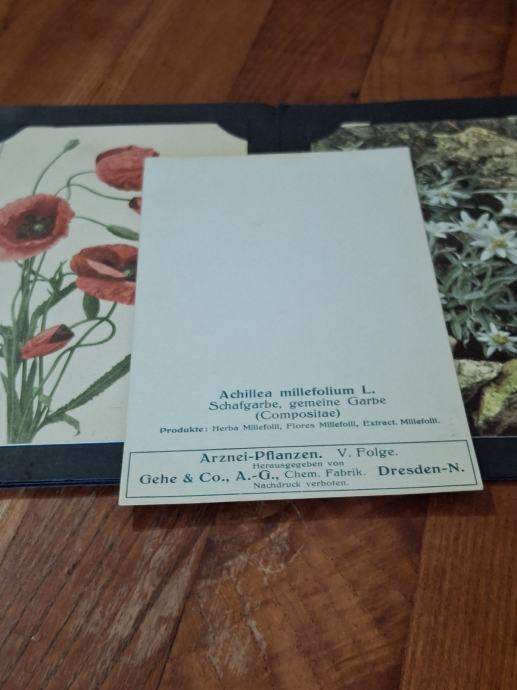 Achillea millefolium L.
Schafgarbe, gemeine Garbe
(Compositae)
Produkte: Herba Millefolii, Flores Millefolii, Extract. Millefolii.
Arznei-Pflanzen. V. Folge.
Herausgegeben von
Gehe & Co., A.-G., Chem. Fabrik. Dresden-N.
Nachdruck verboten.